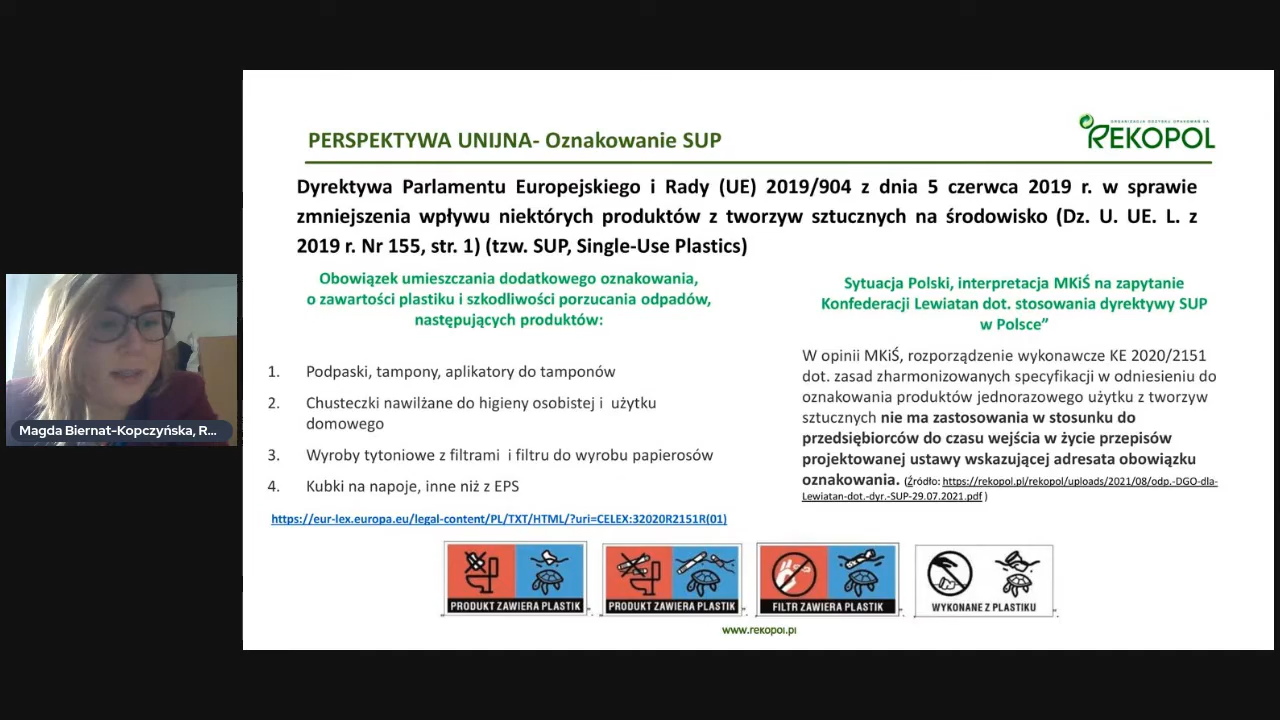 PERSPEKTYWA UNIJNA- Oznakowanie SUP
ORGANIZACJA ODZYSKU OPAKOWAŃ SA
REKOPOL
Dyrektywa Parlamentu Europejskiego i Rady (UE) 2019/904 z dnia 5 czerwca 2019 r. w sprawie
zmniejszenia wpływu niektórych produktów z tworzyw sztucznych na środowisko (Dz. U. UE. L. z
2019 r. Nr 155, str. 1) (tzw. SUP, Single-Use Plastics)
Obowiązek umieszczania dodatkowego oznakowania,
o zawartości plastiku i szkodliwości porzucania odpadów,
następujących produktów:
1. Podpaski, tampony, aplikatory do tamponów
2. Chusteczki nawilżane do higieny osobistej i użytku
domowego
3. Wyroby tytoniowe z filtrami i filtru do wyrobu papierosów
4. Kubki na napoje, inne niż z EPS
https://eur-lex.europa.eu/legal-content/PL/TXT/HTML/?uri=CELEX:32020R2151R(01)
Sytuacja Polski, interpretacja MKiŚ na zapytanie
Konfederacji Lewiatan dot. stosowania dyrektywy SUP
w Polsce”
W opinii MKiŚ, rozporządzenie wykonawcze KE 2020/2151
dot. zasad zharmonizowanych specyfikacji w odniesieniu do
oznakowania produktów jednorazowego użytku z tworzyw
sztucznych nie ma zastosowania w stosunku do
przedsiębiorców do czasu wejścia w życie przepisów
projektowanej ustawy wskazującej adresata obowiązku
oznakowania. (Źródło: https://rekopol.pl/rekopol/uploads/2021/08/odp.-DGO-dla-
Lewiatan-dot.-dyr.-SUP-29.07.2021.pdf )
PRODUKT ZAWIERA PLASTIK
PRODUKT ZAWIERA PLASTIK
FILTR ZAWIERA PLASTIK
WYKONANE Z PLASTIKU
www.rekopol.pl
Magda Biernat-Kopczyńska, R...